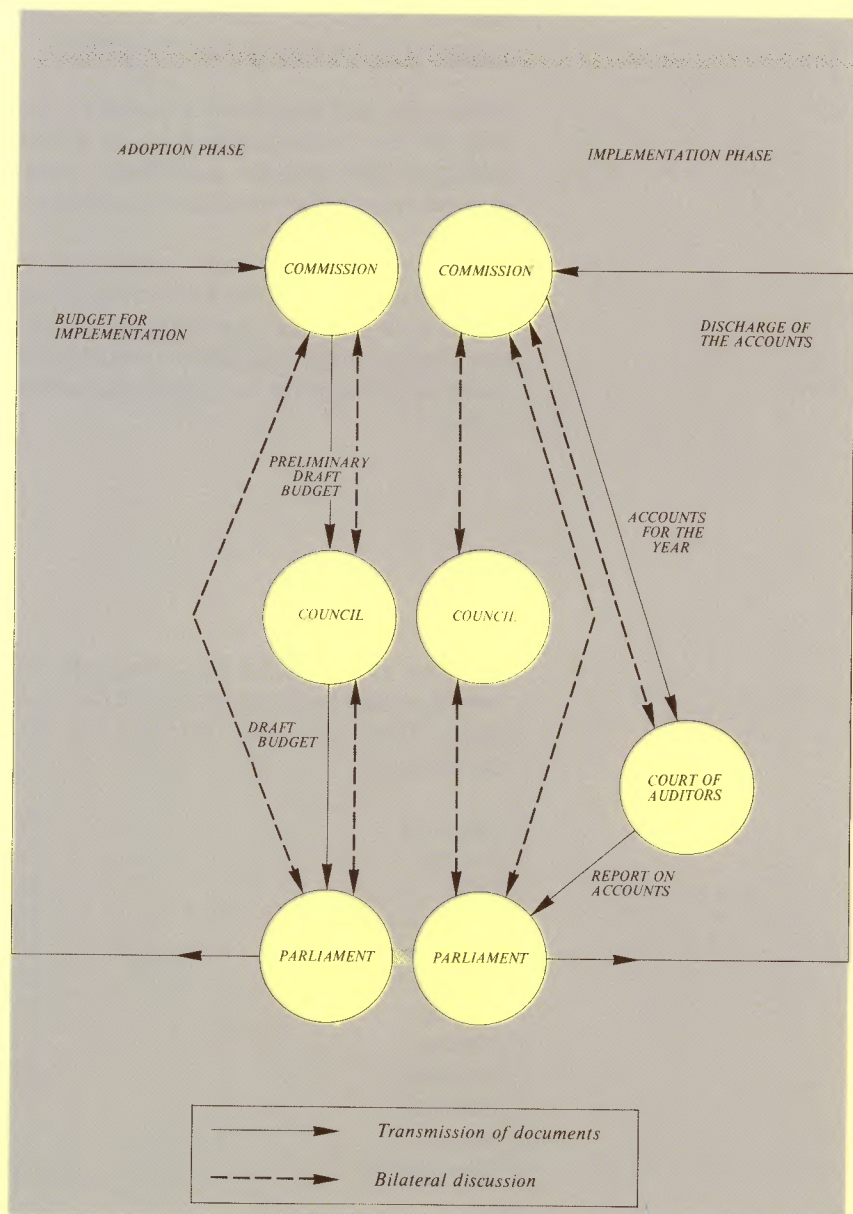 ADOPTION PHASE
IMPLEMENTATION PHASE
COMMISSION
COMMISSION
BUDGET FOR
IMPLEMENTATION
DISCHARGE OF
THE ACCOUNTS
PRELIMINARY
DRAFT
BUDGET
ACCOUNTS
FOR THE
YEAR
COUNCIL
COUNCIL
DRAFT
BUDGET
COURT OF
AUDITORS
REPORT ON
ACCOUNTS
PARLIAMENT
PARLIAMENT
Transmission of documents
Bilateral discussion